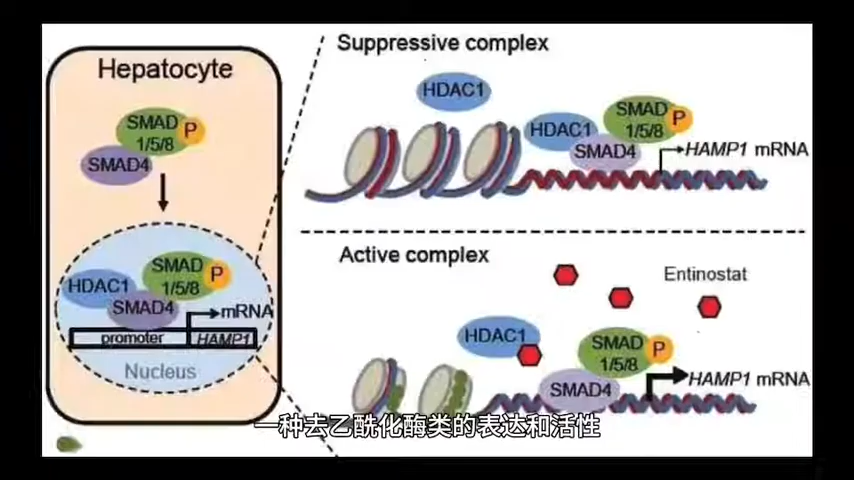 Hepatocyte
SMAD
1/5/8
P
SMAD4
HDAC1
SMAD
1/5/8
P
SMAD4
mRNA
promoter
HAMP1
Nucleus
Suppressive complex
HDAC1
HDAC1
SMAD
1/5/8
P
SMAD4
HAMP1 mRNA
Active complex
Entinostat
HDAC1
SMAD
1/5/8
P
SMAD4
HAMP1 mRNA
一种去乙酰化酶类的表达和活性